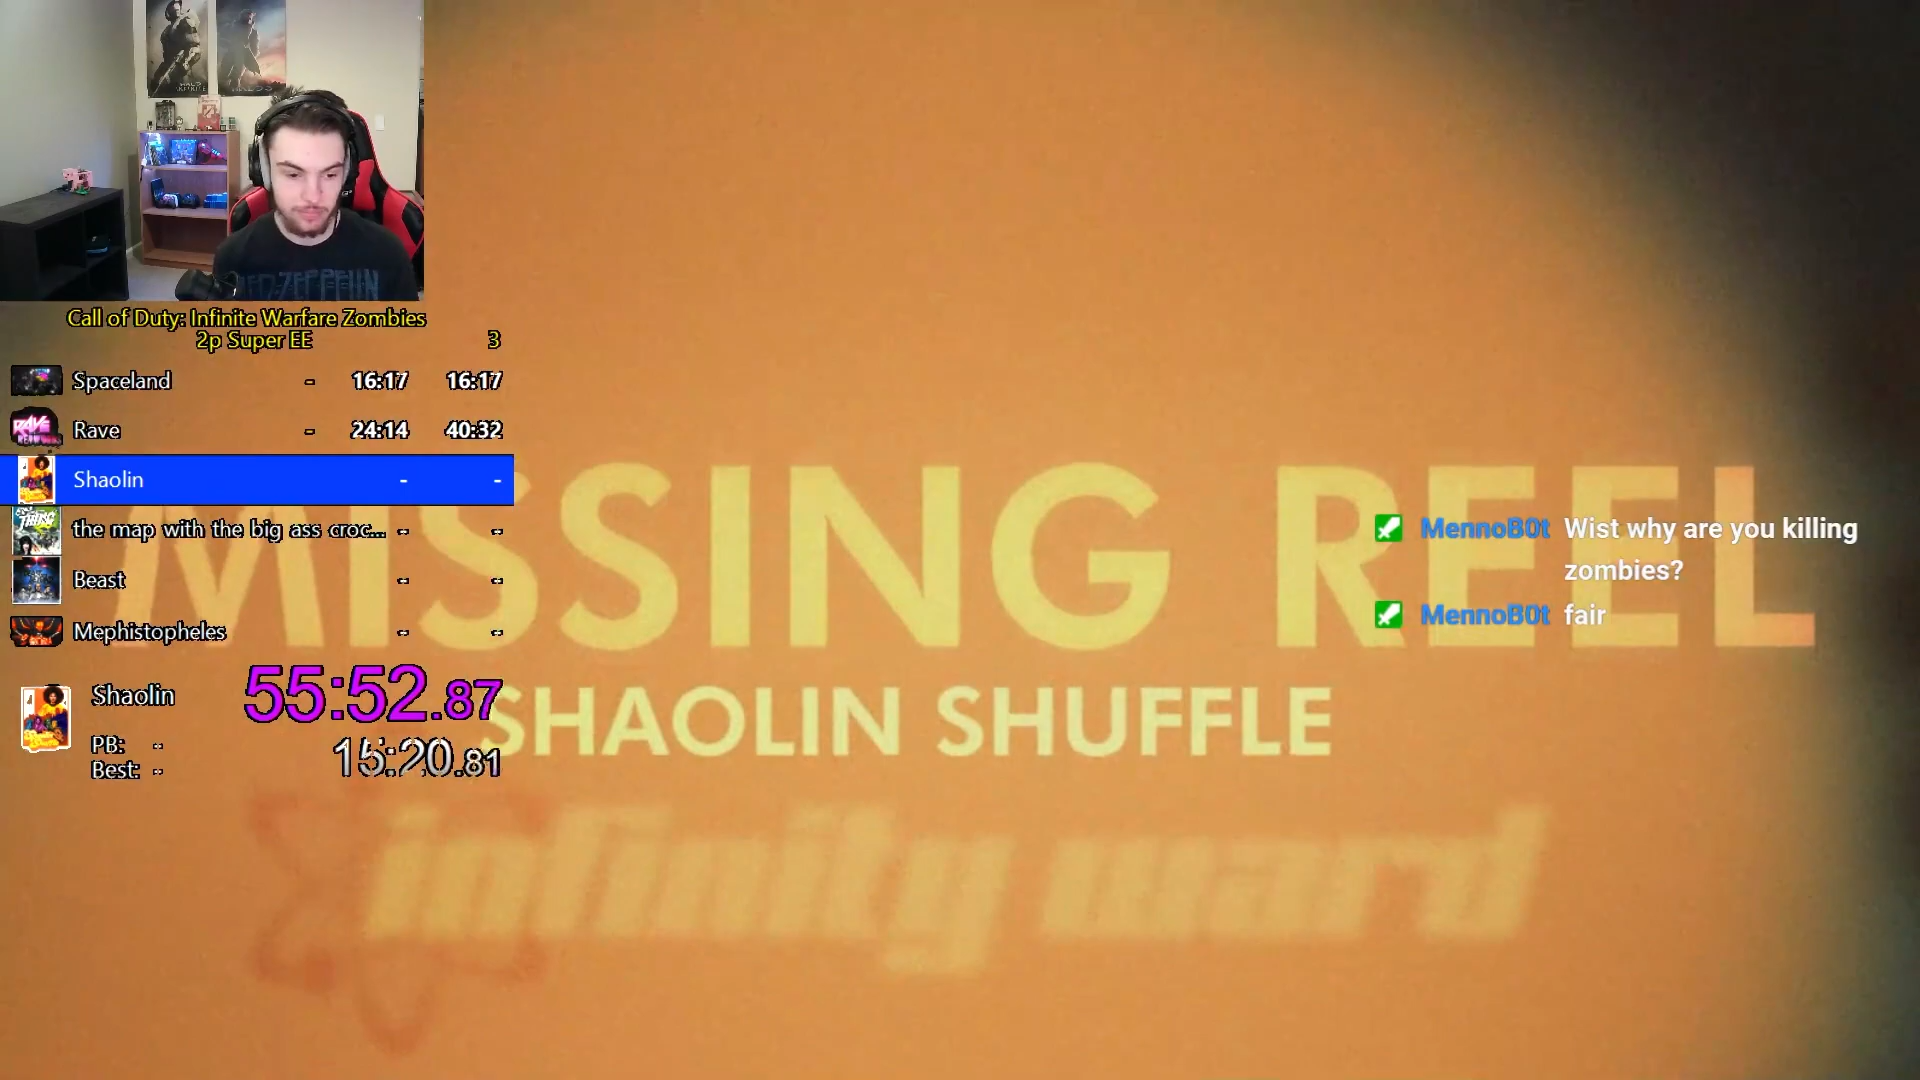 Call of Duty: Infinite Warfare Zombies
2p Super EE 3
Spaceland - 16:17 16:17
Rave - 24:14 40:32
Shaolin - -
the map with the big ass croc... - -
Beast - -
Mephistopheles - -
Shaolin 55:52.87
PB: -
Best: - 15:20.81
MISSING REEL
SHAOLIN SHUFFLE
infinity ward
MennoB0t Wist why are you killing
zombies?
MennoB0t fair